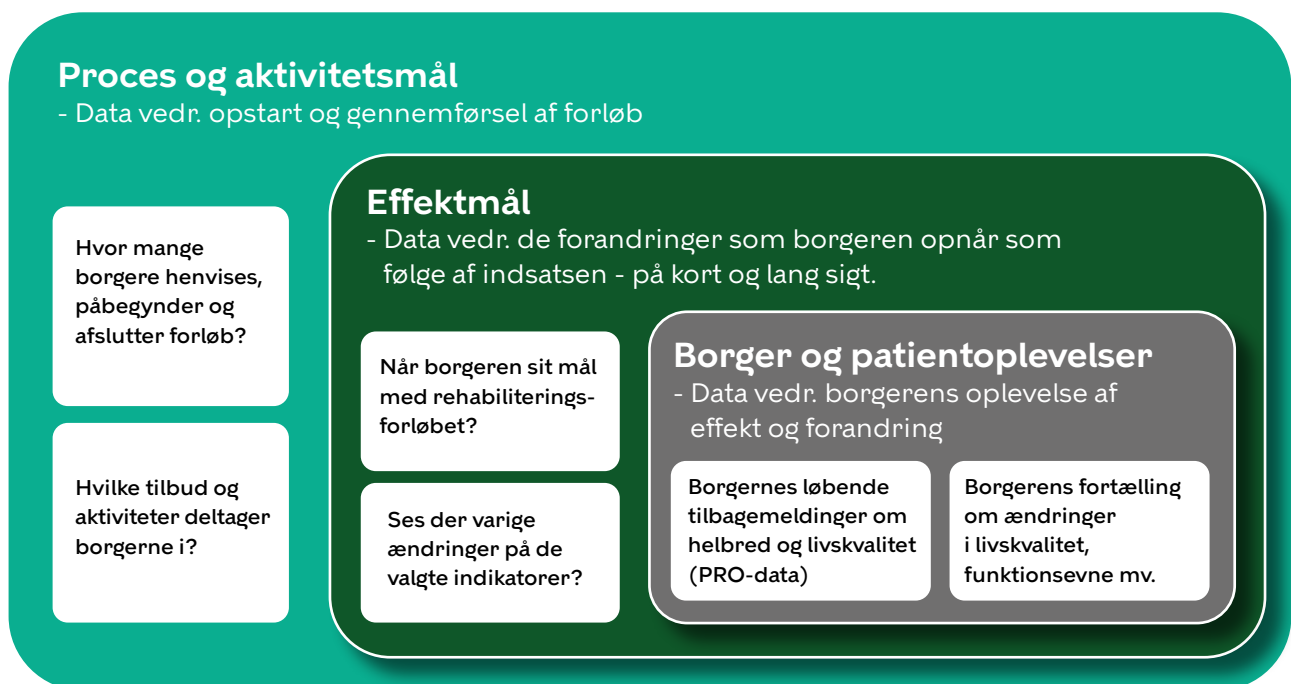 Proces og aktivitetsmål
- Data vedr. opstart og gennemførsel af forløb
Hvor mange
borgere henvises,
påbegynder og
afslutter forløb?
Hvilke tilbud og
aktiviteter deltager
borgerne i?
Effektmål
- Data vedr. de forandringer som borgeren opnår som
følge af indsatsen - på kort og lang sigt.
Når borgeren sit mål
med rehabiliterings-
forløbet?
Ses der varige
ændringer på de
valgte indikatorer?
Borger og patientoplevelser
- Data vedr. borgerens oplevelse af
effekt og forandring
Borgernes løbende
tilbagemeldinger om
helbred og livskvalitet
(PRO-data)
Borgerens fortælling
om ændringer
i livskvalitet,
funktionsevne mv.